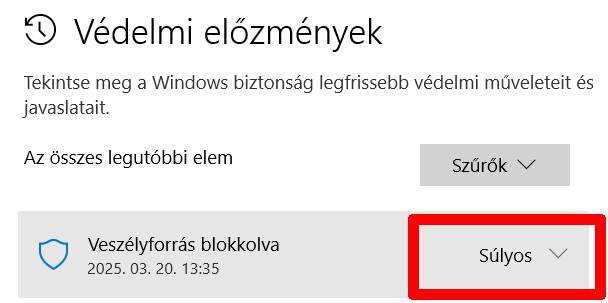 Védelmi előzmények
Tekintse meg a Windows biztonság legfrissebb védelmi műveleteit és
javaslatait.
Az összes legutóbbi elem
Szűrők
Veszélyforrás blokkolva
Súlyos
2025. 03. 20. 13:35